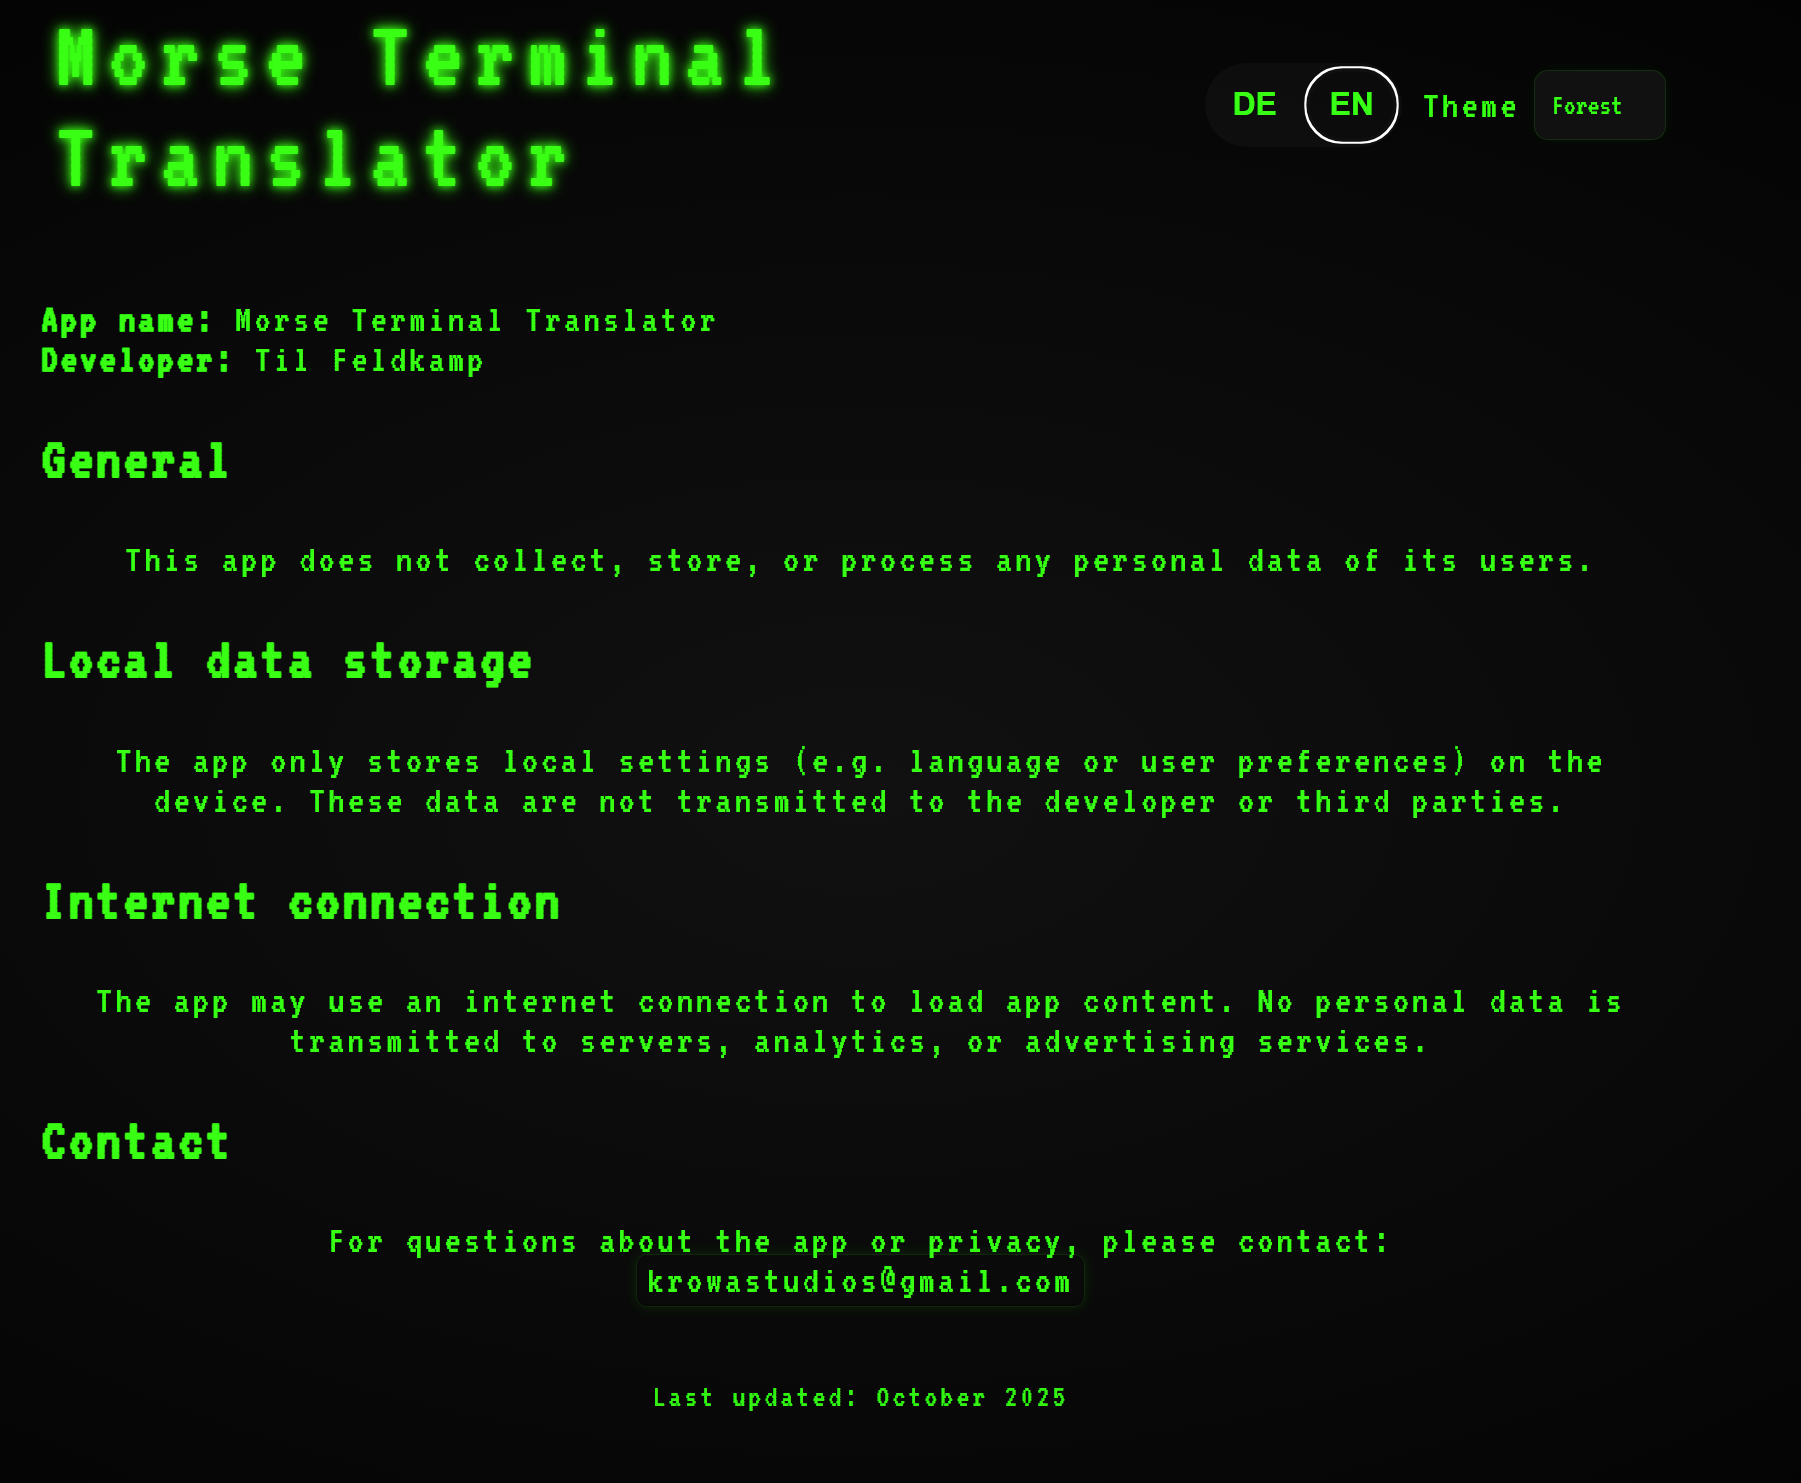 Morse Terminal
Translator
DE EN Theme Forest
App name: Morse Terminal Translator
Developer: Til Feldkamp
General
This app does not collect, store, or process any personal data of its users.
Local data storage
The app only stores local settings (e.g. language or user preferences) on the
device. These data are not transmitted to the developer or third parties.
Internet connection
The app may use an internet connection to load app content. No personal data is
transmitted to servers, analytics, or advertising services.
Contact
For questions about the app or privacy, please contact:
krowastudios@gmail.com
Last updated: October 2025